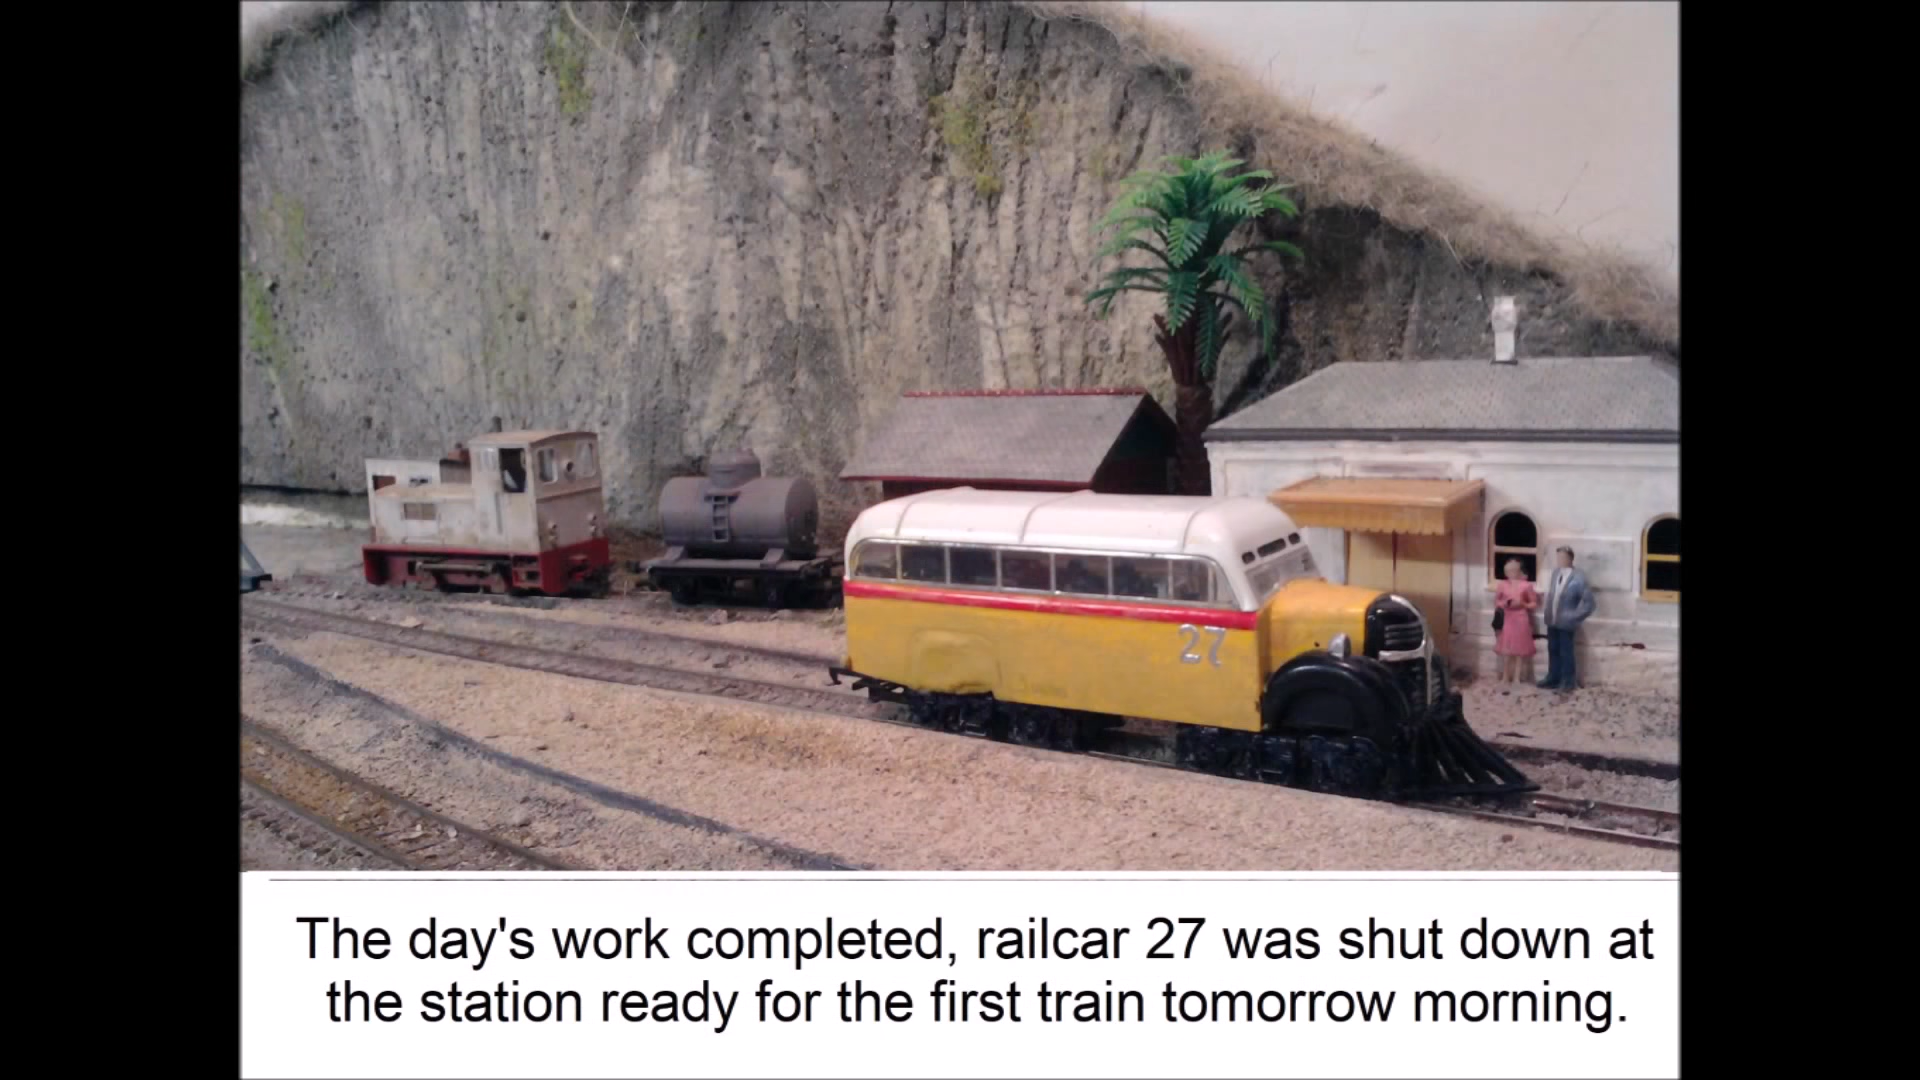 27
The day's work completed, railcar 27 was shut down at
the station ready for the first train tomorrow morning.